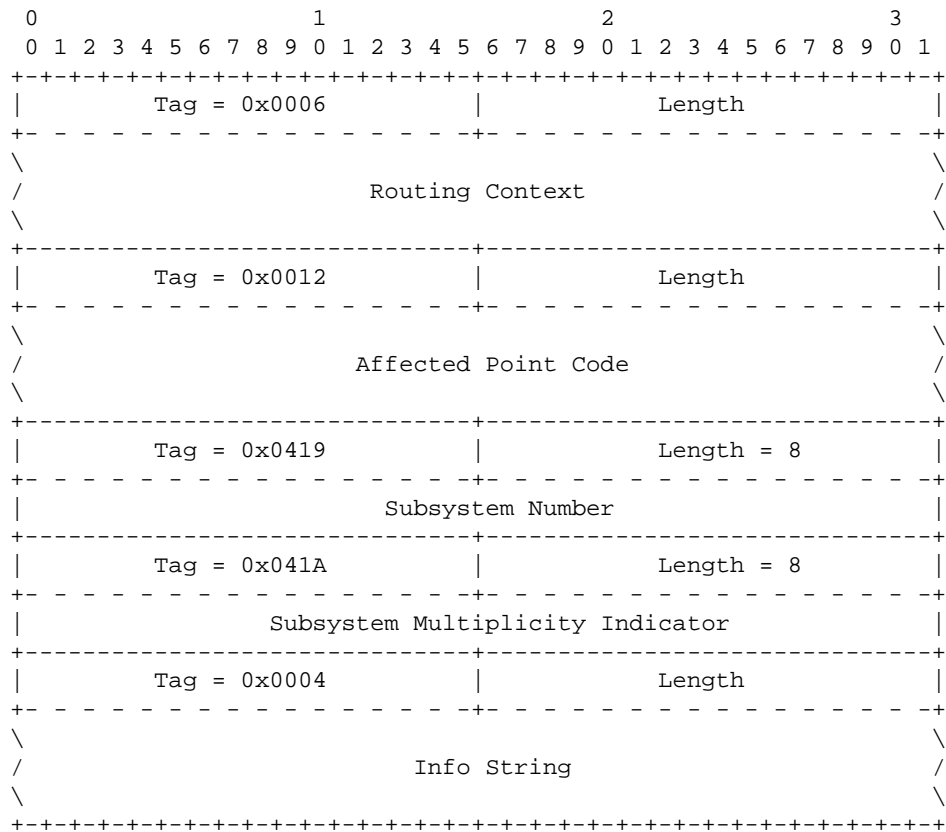 0                   1                   2                   3
 0 1 2 3 4 5 6 7 8 9 0 1 2 3 4 5 6 7 8 9 0 1 2 3 4 5 6 7 8 9 0 1
+-+-+-+-+-+-+-+-+-+-+-+-+-+-+-+-+-+-+-+-+-+-+-+-+-+-+-+-+-+-+-+-+
|         Tag = 0x0006          |            Length             |
+- - - - - - - - - - - - - - - -+- - - - - - - - - - - - - - - -+
\                                                               \
/                        Routing Context                        /
\                                                               \
+-------------------------------+-------------------------------+
|         Tag = 0x0012          |            Length             |
+- - - - - - - - - - - - - - - -+- - - - - - - - - - - - - - - -+
\                                                               \
/                       Affected Point Code                     /
\                                                               \
+-------------------------------+-------------------------------+
|         Tag = 0x0419          |            Length = 8         |
+- - - - - - - - - - - - - - - -+- - - - - - - - - - - - - - - -+
|                         Subsystem Number                      |
+-------------------------------+-------------------------------+
|         Tag = 0x041A          |            Length = 8         |
+- - - - - - - - - - - - - - - -+- - - - - - - - - - - - - - - -+
|                 Subsystem Multiplicity Indicator              |
+-------------------------------+-------------------------------+
|         Tag = 0x0004          |            Length             |
+- - - - - - - - - - - - - - - -+- - - - - - - - - - - - - - - -+
\                                                               \
/                           Info String                         /
\                                                               \
+-+-+-+-+-+-+-+-+-+-+-+-+-+-+-+-+-+-+-+-+-+-+-+-+-+-+-+-+-+-+-+-+